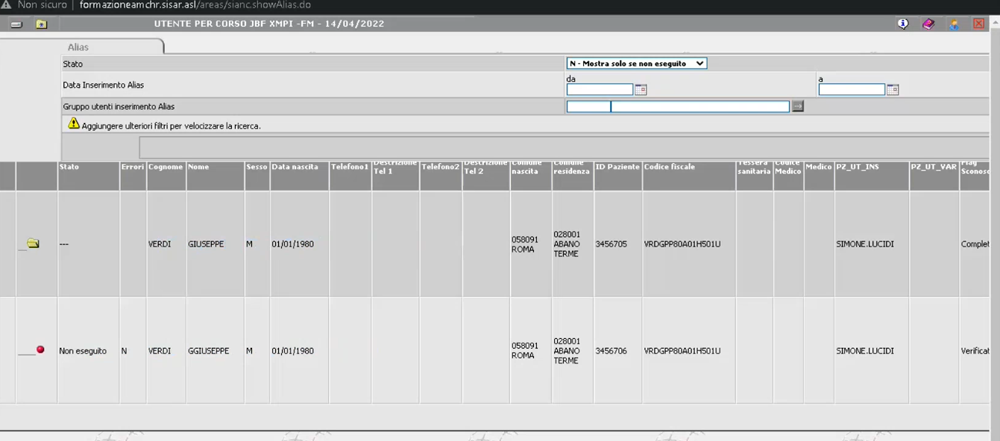 Non sicuro | formazioneamchr.sisar.asl/areas/sianc.showAlias.do
UTENTE PER CORSO JBF XMPI -FM - 14/04/2022
Alias
Stato
N - Mostra solo se non eseguito
Data Inserimento Alias
da
a
Gruppo utenti inserimento Alias
Aggiungere ulteriori filtri per velocizzare la ricerca.
Stato Errori Cognome Nome Sesso Data nascita Telefono1 Descrizione Tel 1 Telefono2 Descrizione Tel 2 Comune nascita Comune residenza ID Paziente Codice fiscale Tessera sanitaria Codice Medico Medico PZ_UT_INS PZ_UT_VAR Flag Sconosc
--- VERDI GIUSEPPE M 01/01/1980 058091 ROMA 028001 ABANO TERME 3456705 VRDGPP80A01H501U SIMONE.LUCIDI Complet
Non eseguito N VERDI GGIUSEPPE M 01/01/1980 058091 ROMA 028001 ABANO TERME 3456706 VRDGPP80A01H501U SIMONE.LUCIDI Verificat